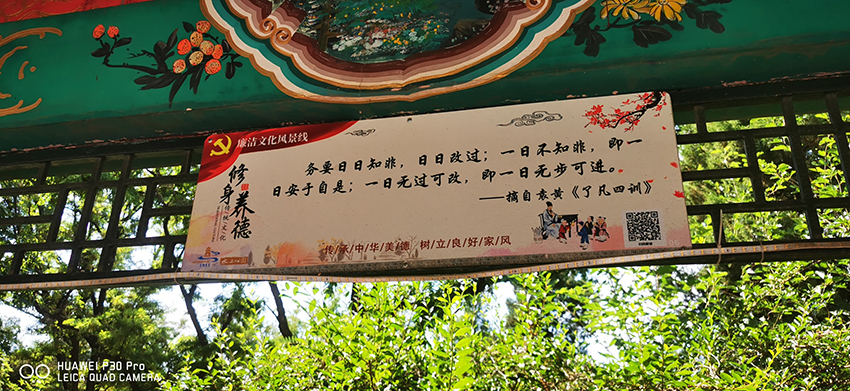 廉洁文化风景线
修身养德
务要日日知非，日日改过；一日不知非，即一
日安于自是；一日无过可改，即一日无步可进。
——摘自袁黄《了凡四训》
传承中华美德 树立良好家风
HUAWEI P30 Pro
LEICA QUAD CAMERA